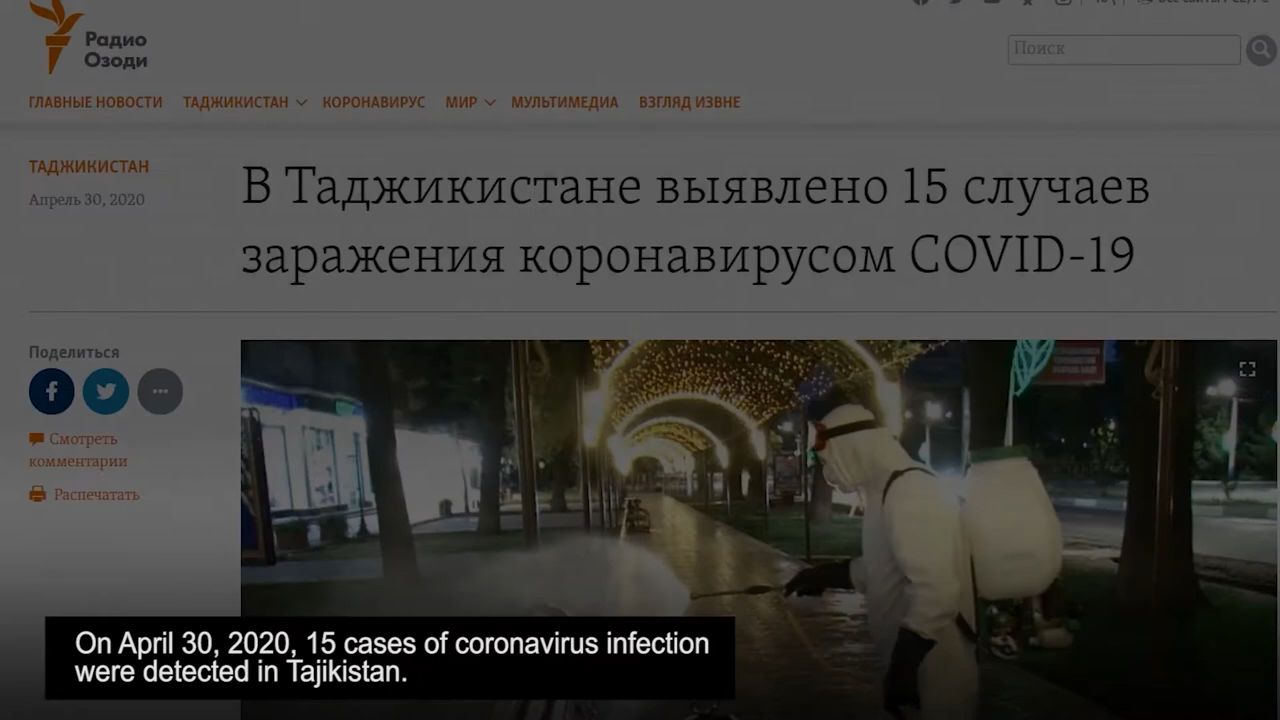 Радио
Озоди
Поиск
ГЛАВНЫЕ НОВОСТИ ТАДЖИКИСТАН КОРОНАВИРУС МИР МУЛЬТИМЕДИА ВЗГЛЯД ИЗВНЕ
ТАДЖИКИСТАН
Апрель 30, 2020
В Таджикистане выявлено 15 случаев
заражения коронавирусом COVID-19
Поделиться
Смотреть
комментарии
Распечатать
On April 30, 2020, 15 cases of coronavirus infection
were detected in Tajikistan.